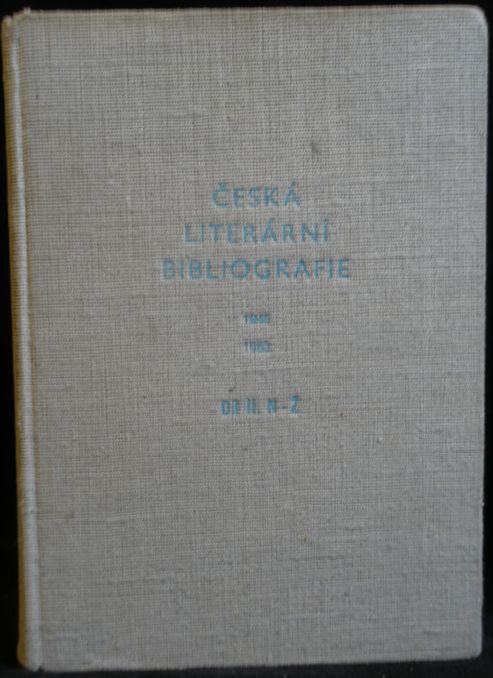 ČESKÁ
LITERÁRNÍ
BIBLIOGRAFIE
1945
1963
Díl II. N - Ž